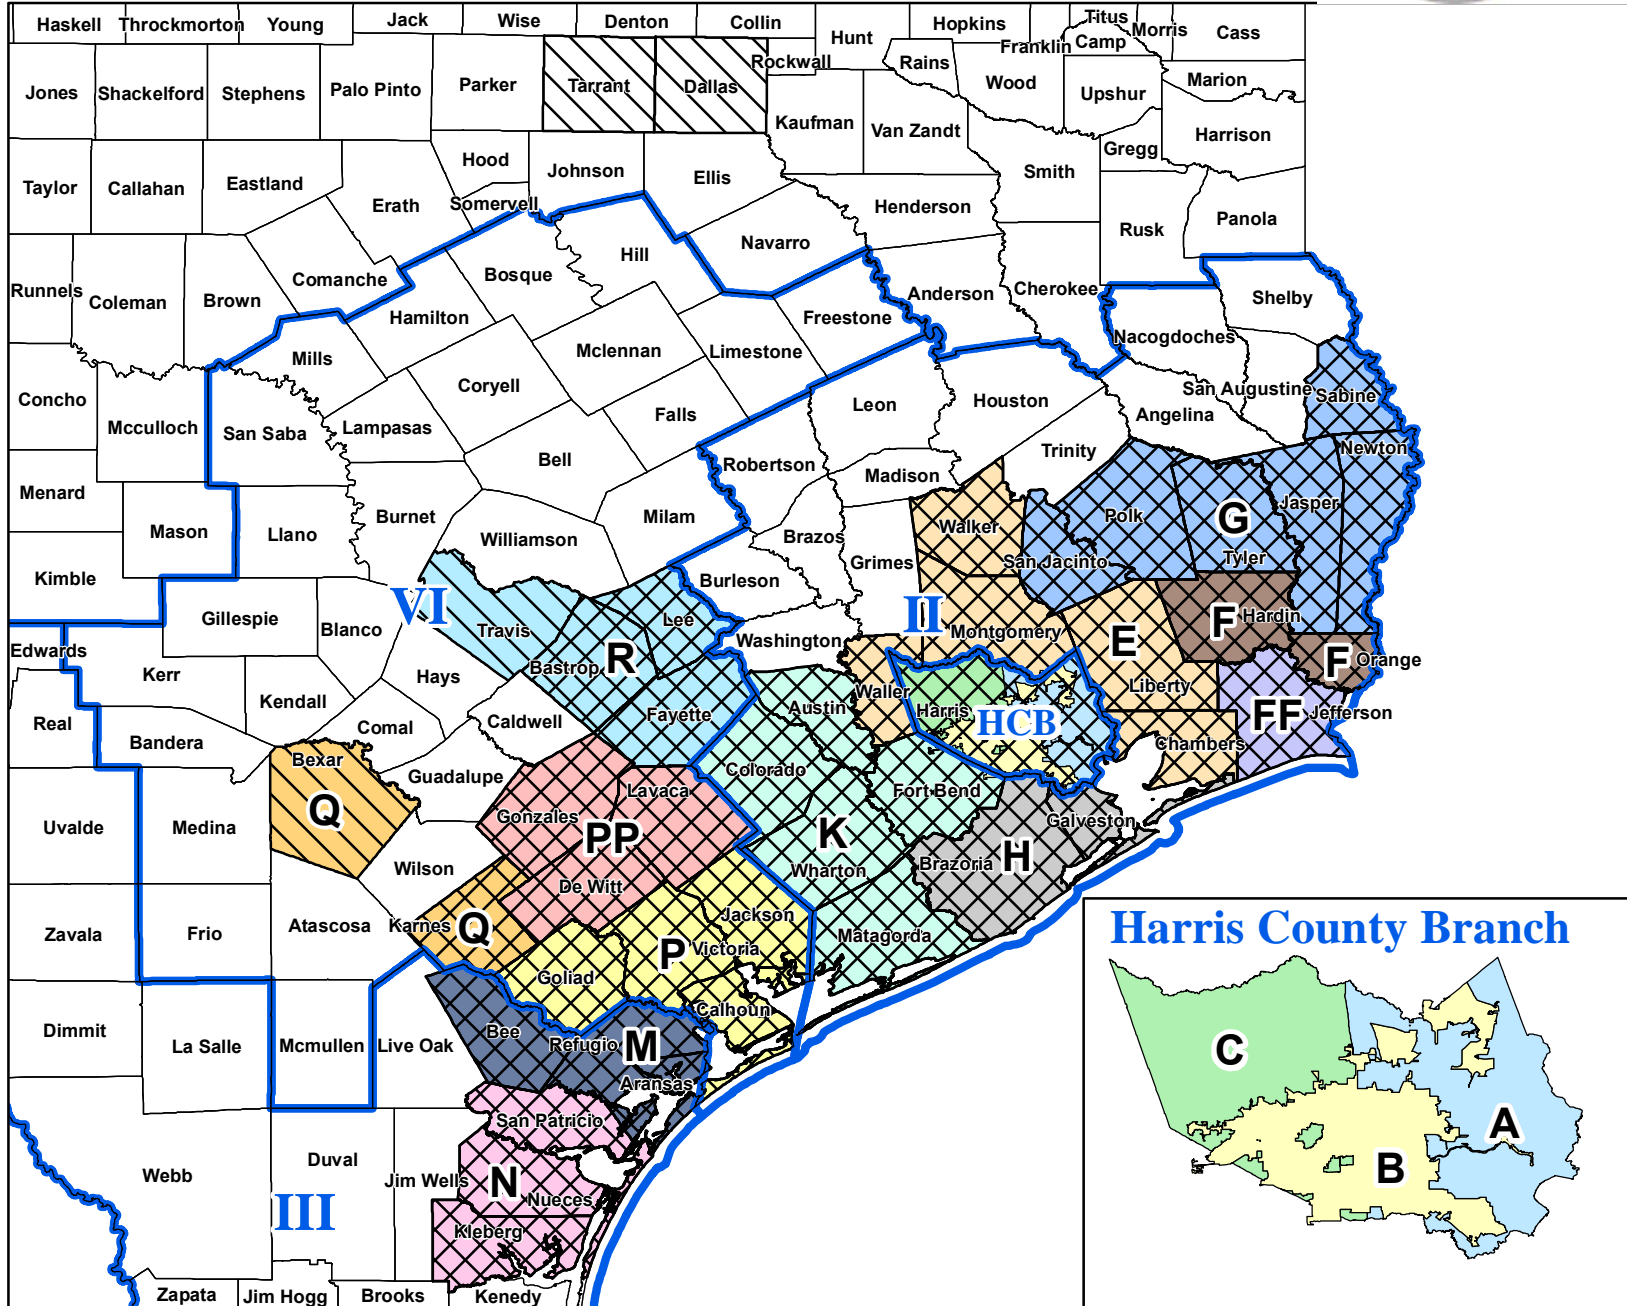 Haskell Throckmorton Young Jack Wise Denton Collin Hunt Hopkins Titus Morris Cass
Franklin Camp
Rockwall Rains Wood Upshur Marion
Jones Shackelford Stephens Palo Pinto Parker Tarrant Dallas
Kaufman Van Zandt Smith Gregg Harrison
Taylor Callahan Eastland Erath Hood Johnson Ellis
Somervell Henderson Rusk Panola
Runnels Coleman Brown Comanche Bosque Hill Navarro
Hamilton Freestone Anderson Cherokee Shelby
Mills Mclennan Limestone Nacogdoches
Concho Mcculloch San Saba Lampasas Coryell Falls Leon Houston Angelina San Augustine Sabine
Bell Robertson Madison Trinity Newton
Menard Mason Llano Burnet Williamson Milam Brazos Grimes Walker Polk G Jasper
San Jacinto Tyler
Kimble Gillespie Blanco VI Travis Lee Burleson II Montgomery E F Hardin
Edwards Kerr Kendall Hays Bastrop R Washington Liberty F Orange
Real Bandera Comal Caldwell Fayette Austin Waller Harris HCB FF Jefferson
Chambers
Bexar Guadalupe Lavaca Colorado Fort Bend
Uvalde Medina Q Gonzales PP K Galveston
Wilson De Witt Wharton Brazoria H
Zavala Frio Atascosa Karnes Q Jackson Matagorda
P Victoria
Goliad Calhoun
Dimmit La Salle Mcmullen Live Oak Bee Refugio M
Aransas
San Patricio
Webb Duval Jim Wells N Nueces
III Kleberg
Zapata Jim Hogg Brooks Kenedy
Harris County Branch
C
A
B